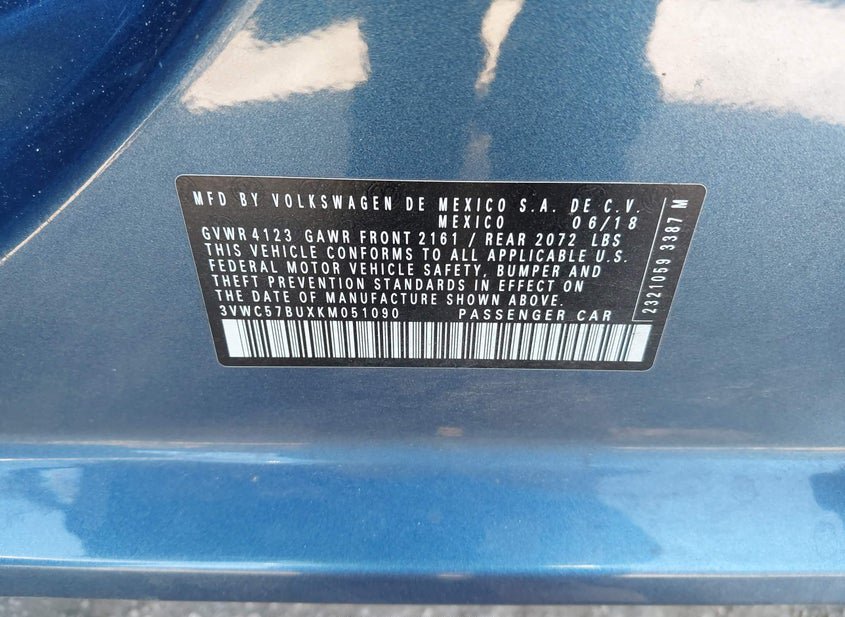 MFD BY VOLKSWAGEN DE MEXICO S.A. DE C.V.
MEXICO 06/18
GVWR 4123 GAWR FRONT 2161 / REAR 2072 LBS
THIS VEHICLE CONFORMS TO ALL APPLICABLE U.S.
FEDERAL MOTOR VEHICLE SAFETY, BUMPER AND
THEFT PREVENTION STANDARDS IN EFFECT ON
THE DATE OF MANUFACTURE SHOWN ABOVE.
3VWC57BUXKM051090 PASSENGER CAR
2321059 3387 M